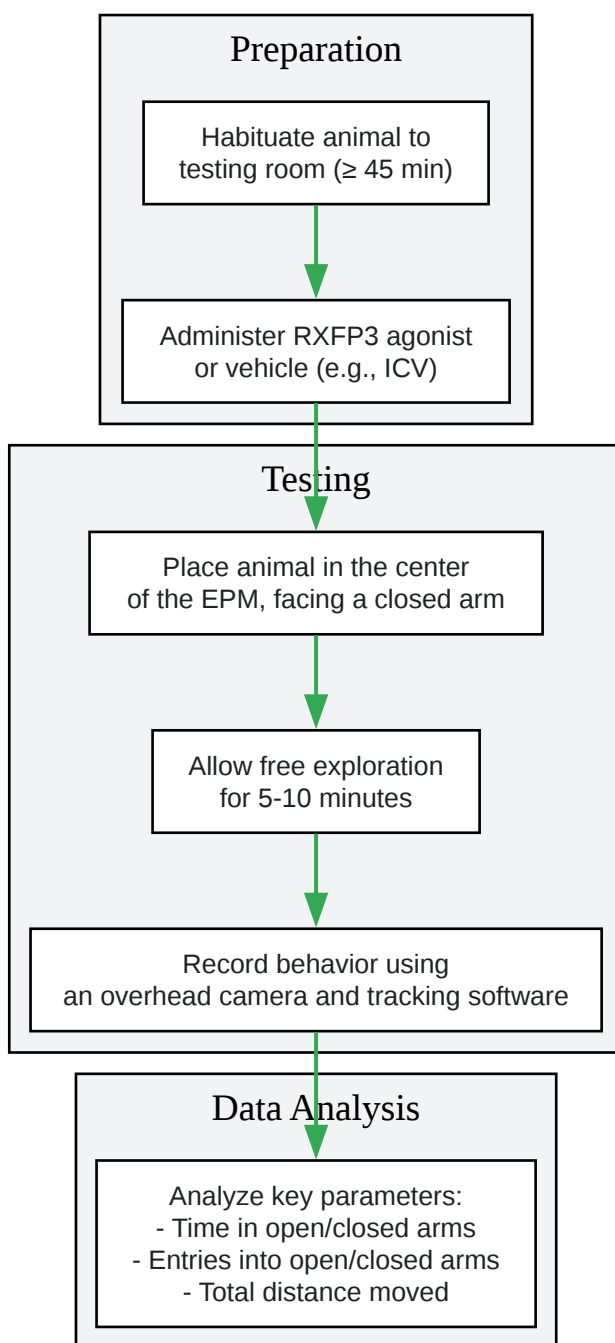 Preparation
Habituate animal to
testing room (≥ 45 min)
Administer RXFP3 agonist
or vehicle (e.g., ICV)
Testing
Place animal in the center
of the EPM, facing a closed arm
Allow free exploration
for 5-10 minutes
Record behavior using
an overhead camera and tracking software
Data Analysis
Analyze key parameters:
- Time in open/closed arms
- Entries into open/closed arms
- Total distance moved